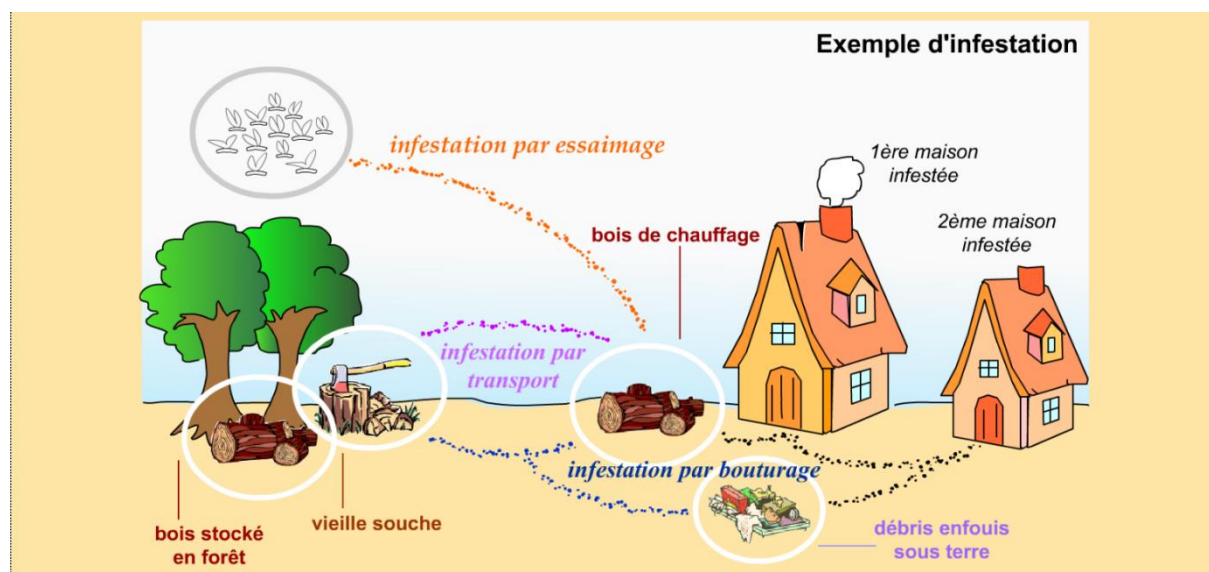 Exemple d'infestation
infestation par essaimage
1ère maison
infestée
2ème maison
infestée
bois de chauffage
infestation par
transport
infestation par bouturage
vieille souche
bois stocké
en forêt
débris enfouis
sous terre